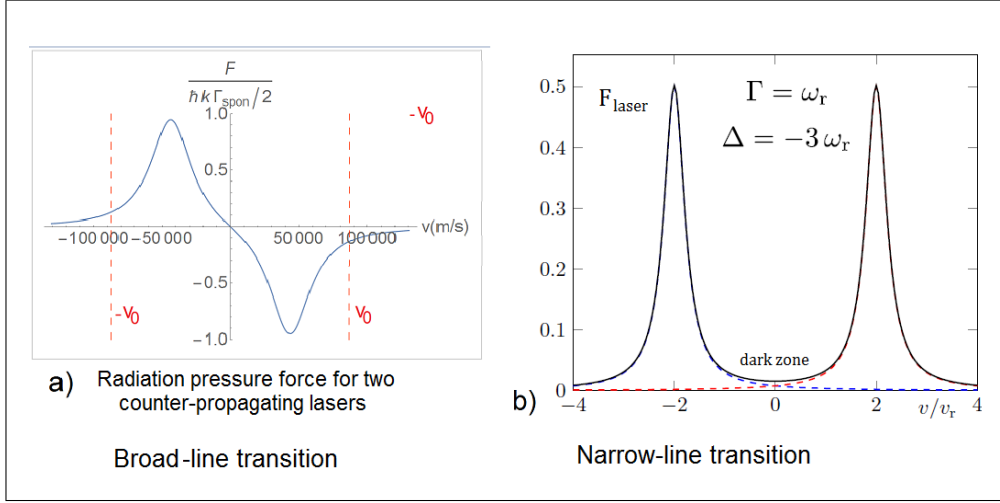 F
ħ k Γspon / 2
1.0
-v0
0.5
v(m/s)
−100 000 −50 000 50 000 100 000
−0.5
-v0 v0
−1.0
a) Radiation pressure force for two
counter-propagating lasers
Broad-line transition
0.5
0.4
0.3
0.2
0.1
0
Flaser
Γ = ωr
Δ = −3 ωr
dark zone
−4 −2 0 2 v/vr 4
b)
Narrow-line transition